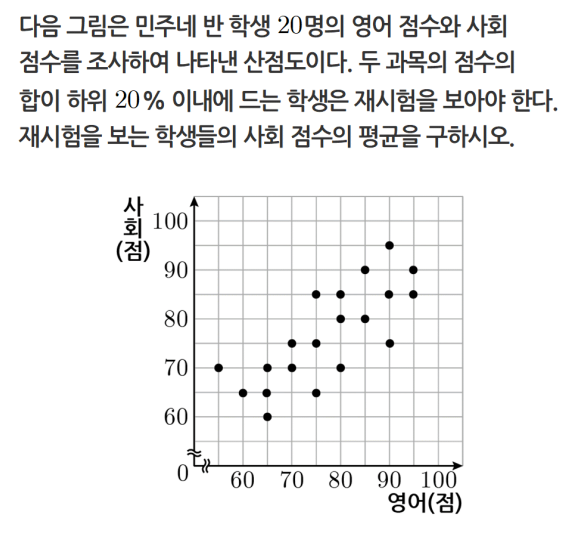 다음 그림은 민주네 반 학생 20명의 영어 점수와 사회
점수를 조사하여 나타낸 산점도이다. 두 과목의 점수의
합이 하위 20% 이내에 드는 학생은 재시험을 보아야 한다.
재시험을 보는 학생들의 사회 점수의 평균을 구하시오.
사회(점)
100
90
80
70
60
0
60 70 80 90 100
영어(점)